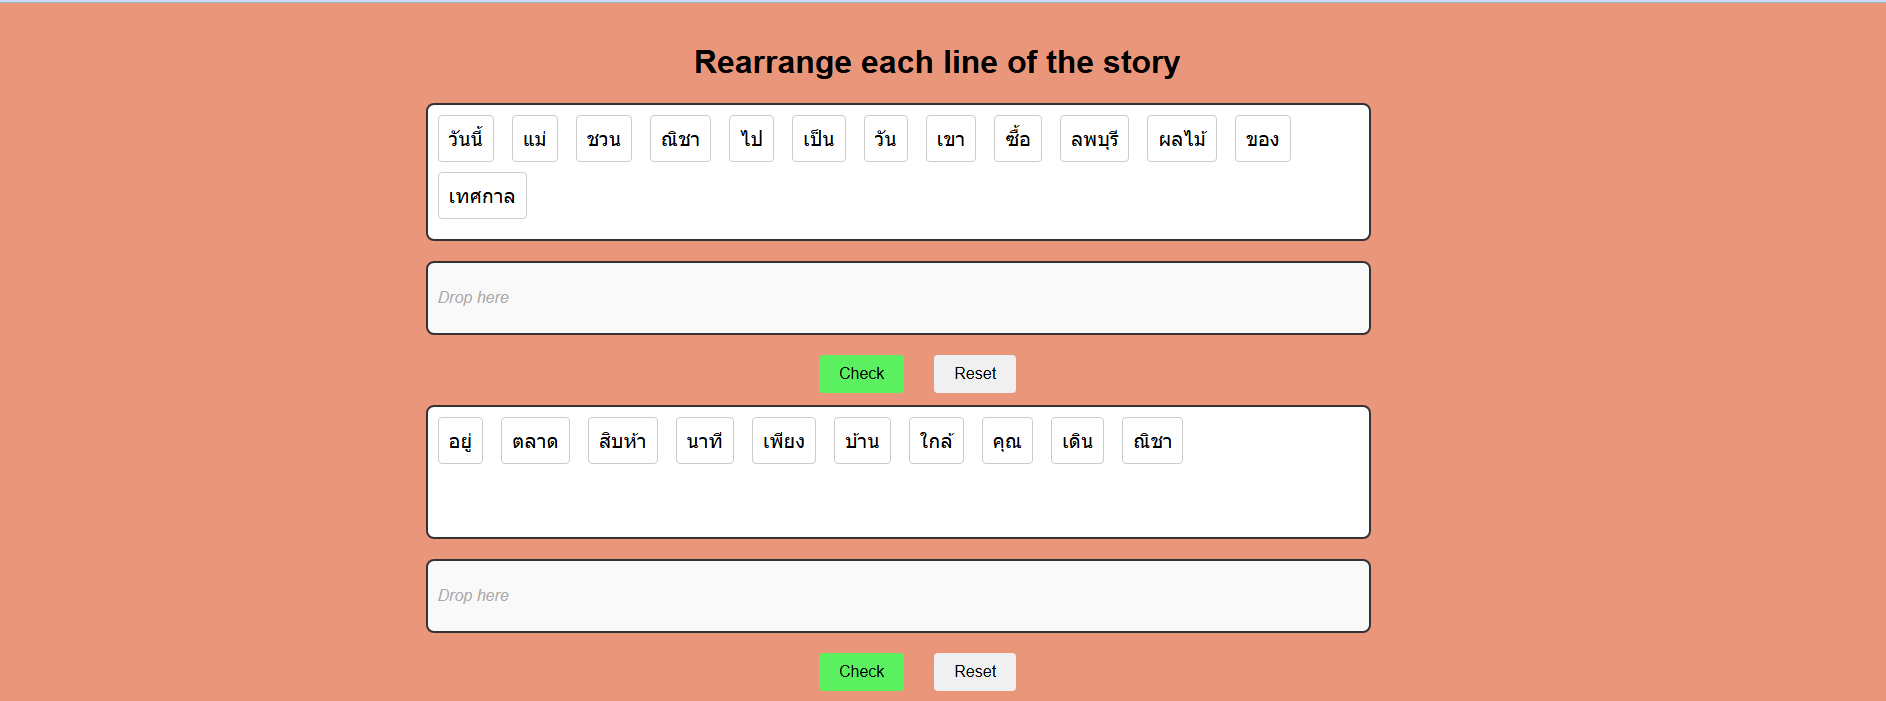 Rearrange each line of the story
วันนี้ แม่ ชวน ณิชา ไป เป็น วัน เขา ซื้อ ลพบุรี ผลไม้ ของ
เทศกาล
Drop here
Check Reset
อยู่ ตลาด สิบห้า นาที เพียง บ้าน ใกล้ คุณ เดิน ณิชา
Drop here
Check Reset